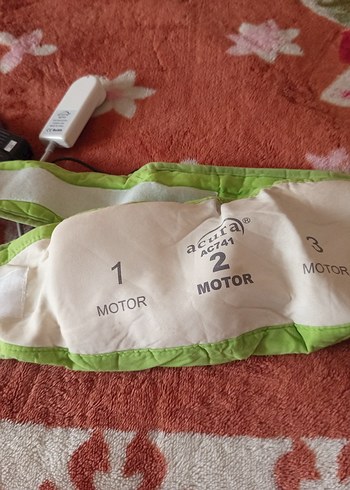 1
MOTOR
acura®
AC741
2
MOTOR
3
MOTOR